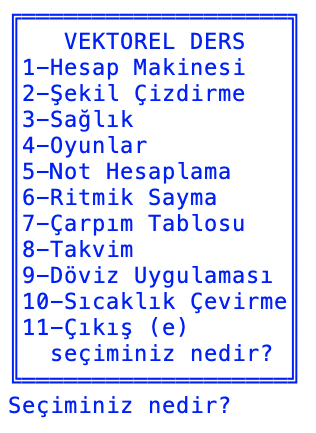 VEKTOREL DERS
1-Hesap Makinesi
2-Şekil Çizdirme
3-Sağlık
4-Oyunlar
5-Not Hesaplama
6-Ritmik Sayma
7-Çarpım Tablosu
8-Takvim
9-Döviz Uygulaması
10-Sıcaklık Çevirme
11-Çıkış (e)
seçiminiz nedir?
Seçiminiz nedir?